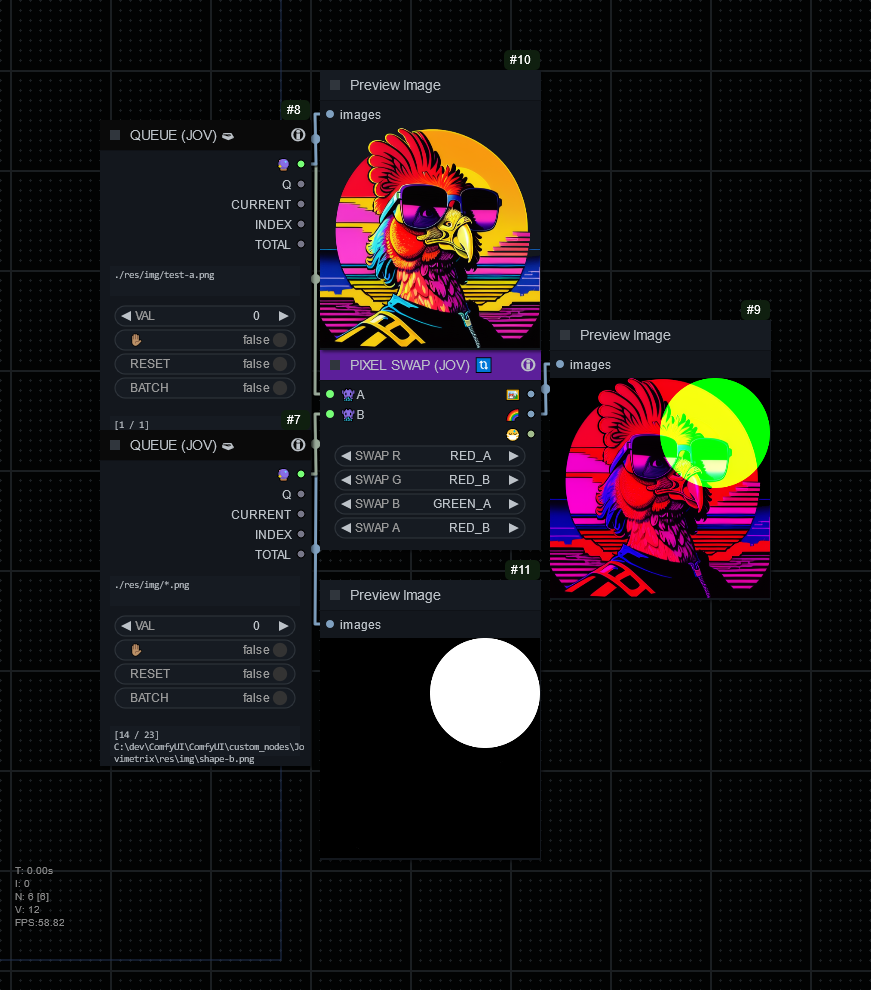 #10
Preview Image
images
#8
QUEUE (JOV)
Q
CURRENT
INDEX
TOTAL
./res/img/test-a.png
VAL 0
false
RESET false
BATCH false
[1 / 1]
#7
QUEUE (JOV)
Q
CURRENT
INDEX
TOTAL
./res/img/*.png
VAL 0
false
RESET false
BATCH false
[14 / 23]
C:\dev\ComfyUI\ComfyUI\custom_nodes\Jo
vimetrix\res\img\shape-b.png
PIXEL SWAP (JOV)
A
B
SWAP R RED_A
SWAP G RED_B
SWAP B GREEN_A
SWAP A RED_B
#11
Preview Image
images
#9
Preview Image
images
T: 0.00s
I: 0
N: 6 [6]
V: 12
FPS:58.82